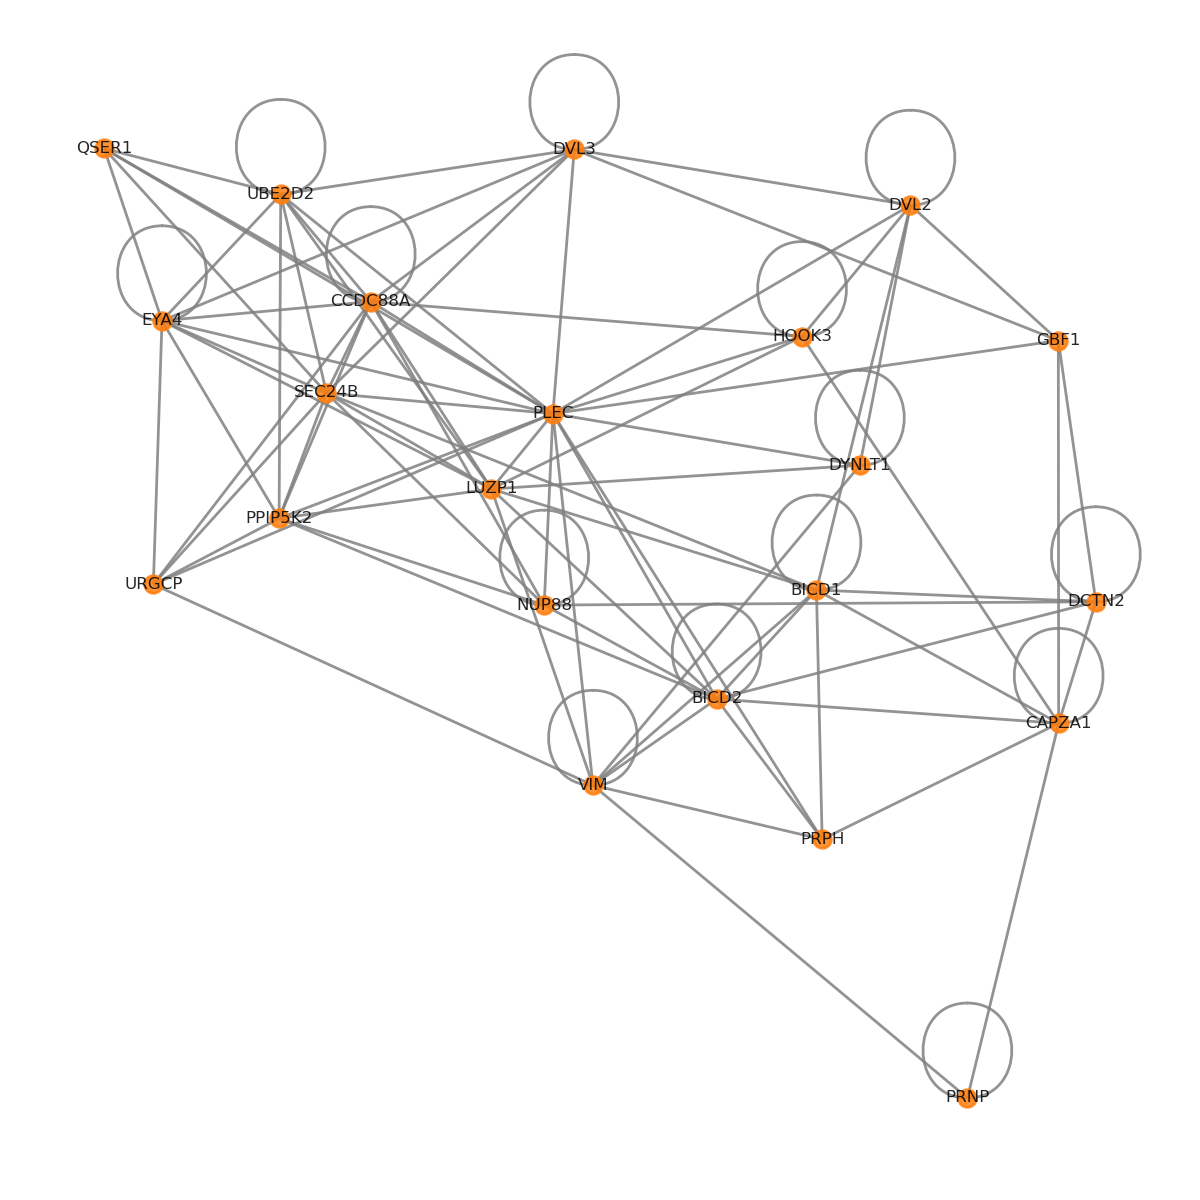 QSER1
DVL3
UBE2D2
DVL2
CCDC88A
EYA4
HOOK3
GBF1
SEC24B
PLEC
DYNLT1
LUZP1
PPIP5K2
URGCP
BICD1
DCTN2
NUP88
BICD2
CAPZA1
VIM
PRPH
PRNP